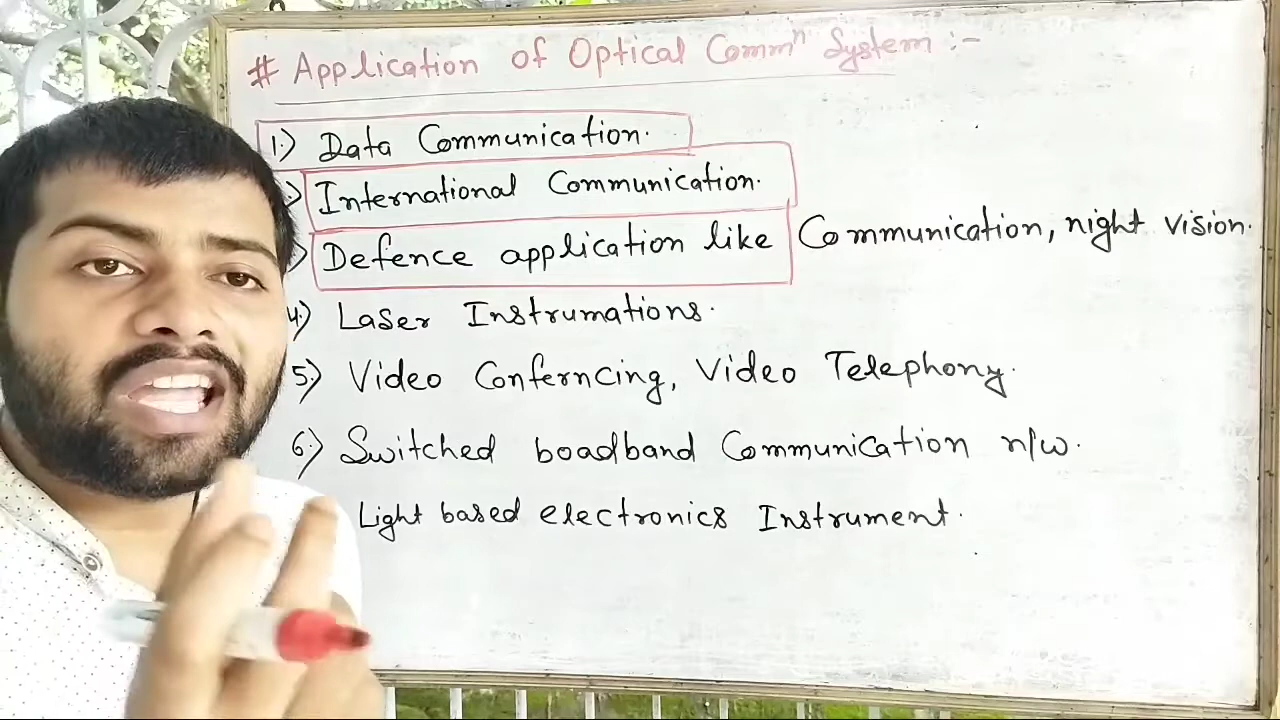 # Application of Optical Commⁿ System :-
1.) Data Communication.
) International Communication.
) Defence application like Communication, night vision.
4.) Laser Instrumations.
5.) Video Conferncing, Video Telephony.
6.) Switched boadband Communication n/w.
Light based electronics Instrument.